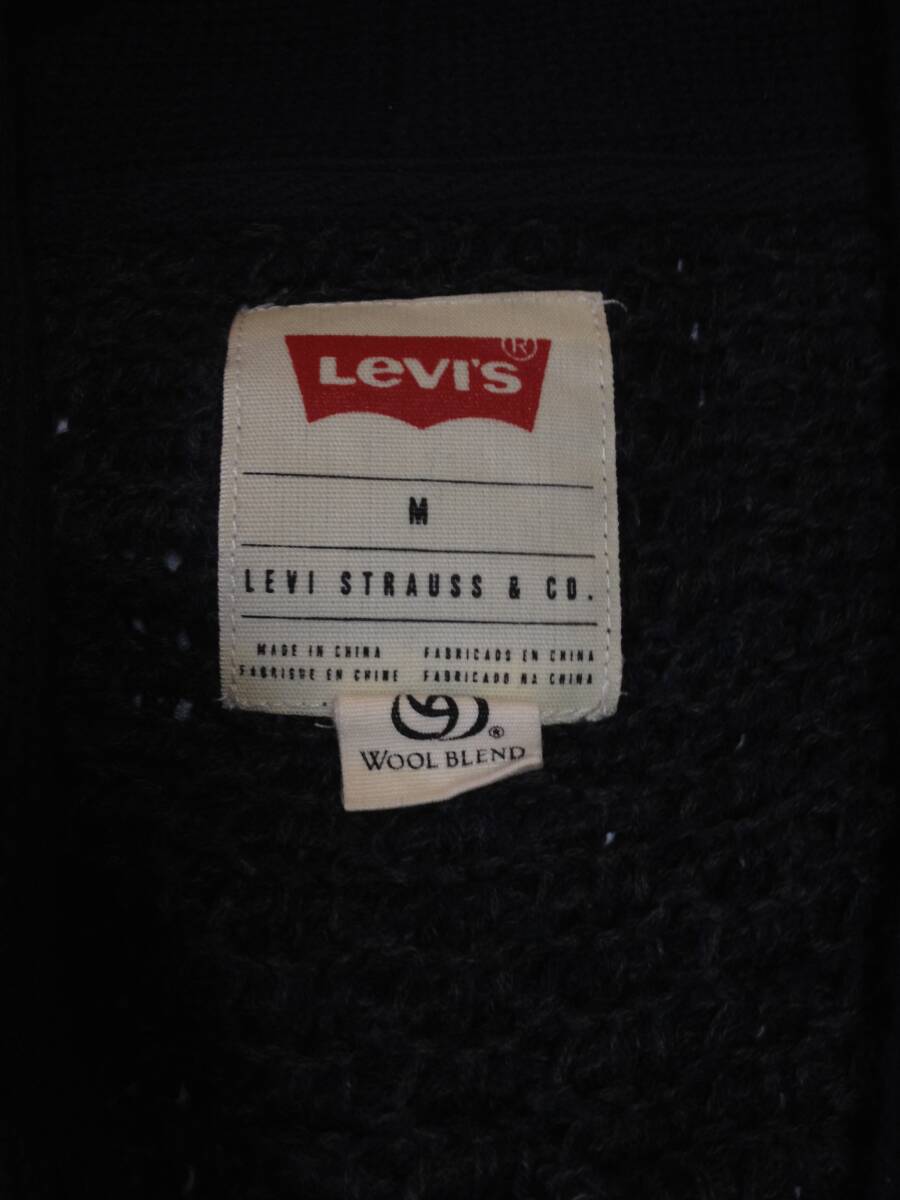 Levi's ®
M
LEVI STRAUSS & CO.
MADE IN CHINA FABRICADO EN CHINA
FABRIQUE EN CHINE FABRICADO NA CHINA
®
WOOL BLEND